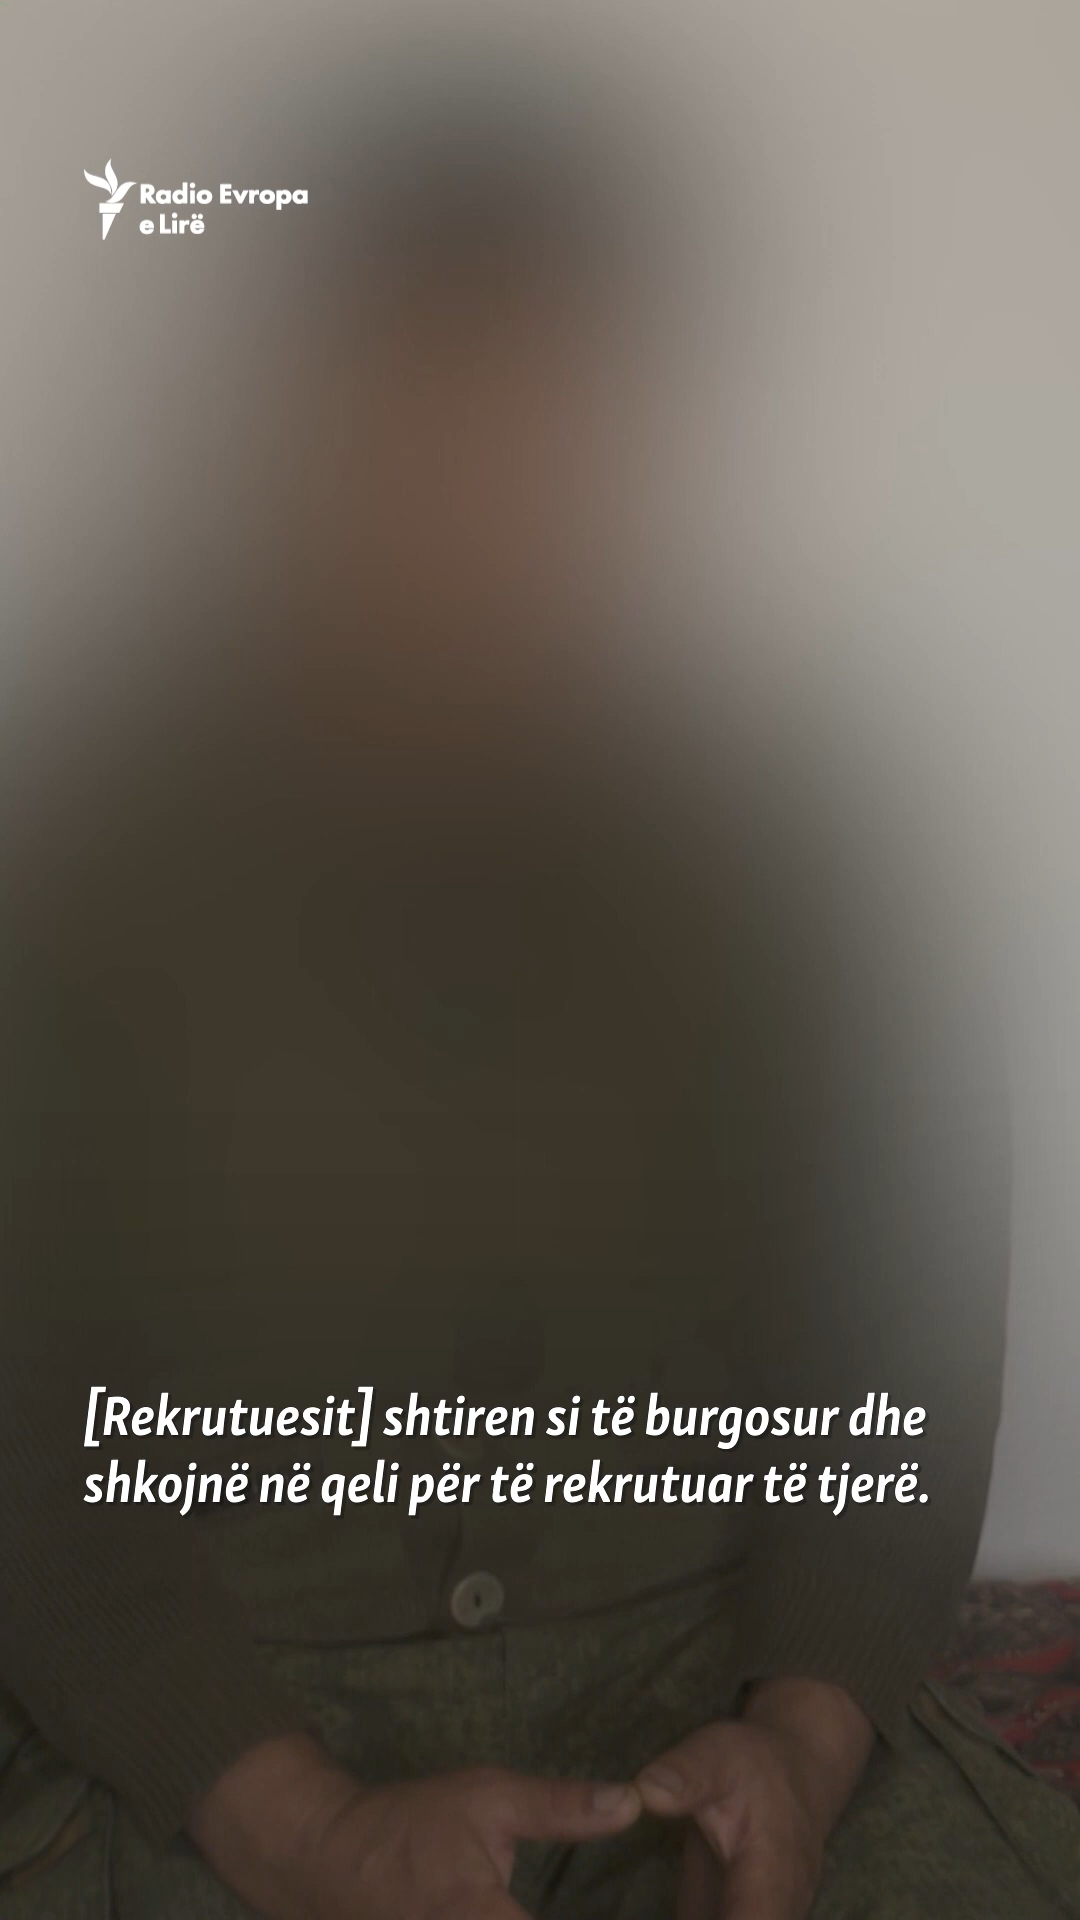 Radio Evropa
e Lirë
[Rekrutuesit] shtiren si të burgosur dhe
shkojnë në qeli për të rekrutuar të tjerë.